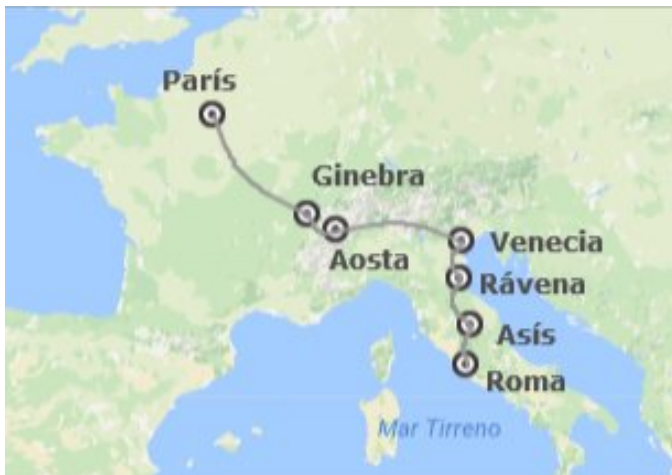 París
Ginebra
Aosta
Venecia
Rávena
Asís
Roma
Mar Tirreno